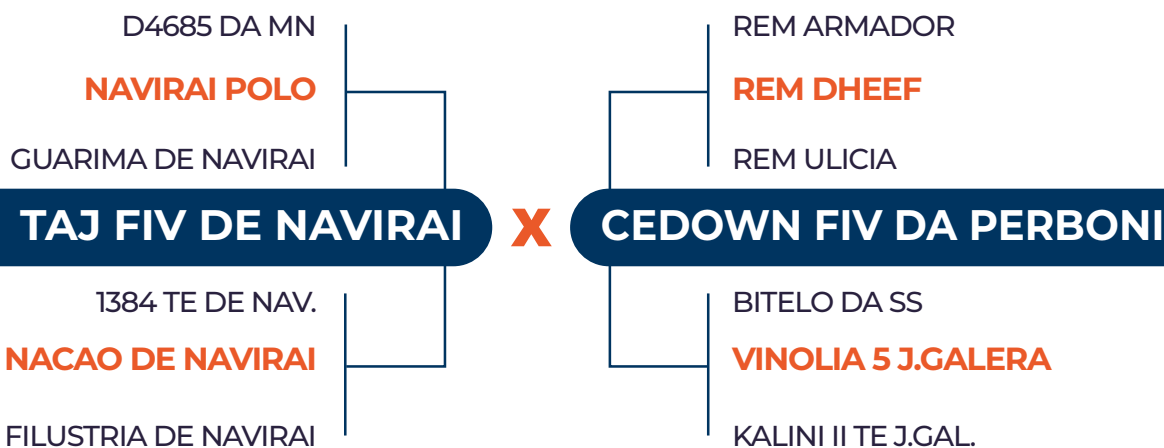 D4685 DA MN
NAVIRAI POLO
GUARIMA DE NAVIRAI
TAJ FIV DE NAVIRAI
1384 TE DE NAV.
NACAO DE NAVIRAI
FILUSTRIA DE NAVIRAI
X
REM ARMADOR
REM DHEEF
REM ULICIA
CEDOWN FIV DA PERBONI
BITELO DA SS
VINOLIA 5 J.GALERA
KALINI II TE J.GAL.